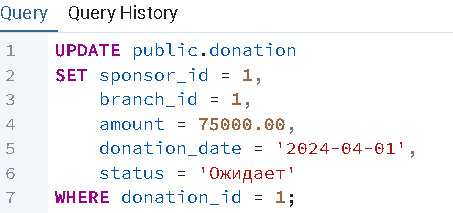 Query Query History
1 UPDATE public.donation
2 SET sponsor_id = 1,
3 branch_id = 1,
4 amount = 75000.00,
5 donation_date = '2024-04-01',
6 status = 'Ожидает'
7 WHERE donation_id = 1;